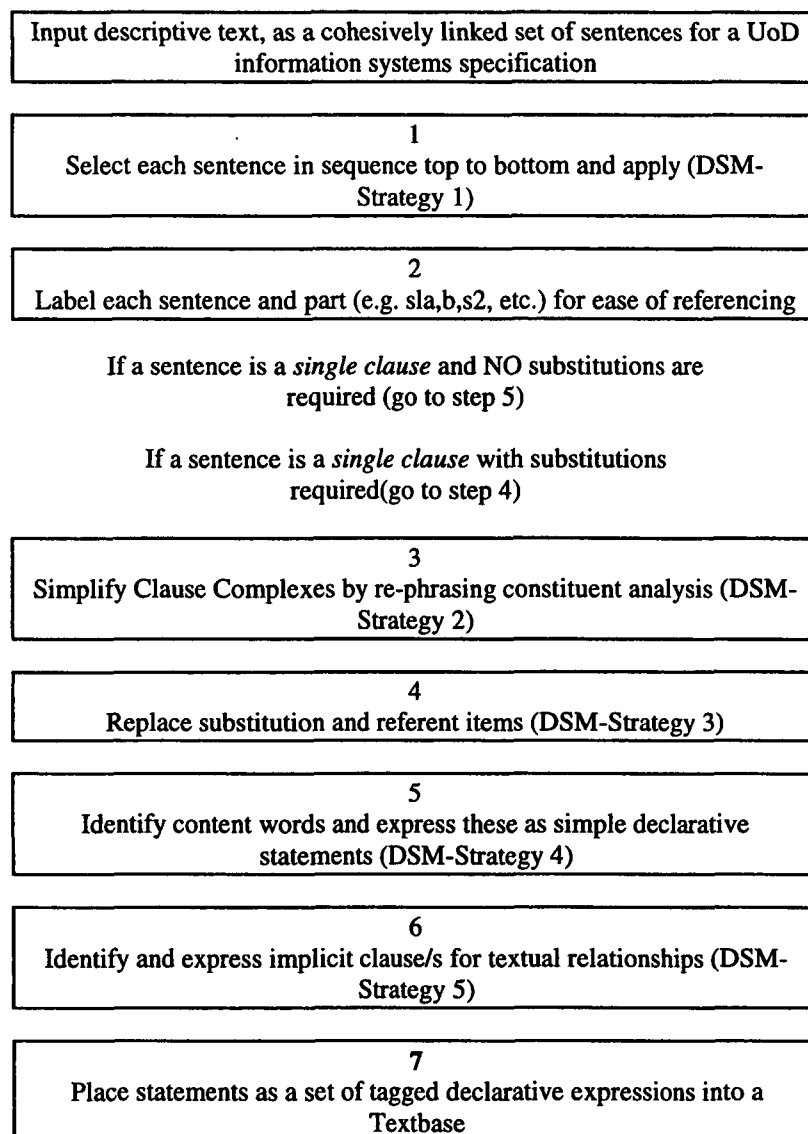 Input descriptive text, as a cohesively linked set of sentences for a UoD
information systems specification
1
Select each sentence in sequence top to bottom and apply (DSM-
Strategy 1)
2
Label each sentence and part (e.g. sla,b,s2, etc.) for ease of referencing
If a sentence is a single clause and NO substitutions are
required (go to step 5)
If a sentence is a single clause with substitutions
required(go to step 4)
3
Simplify Clause Complexes by re-phrasing constituent analysis (DSM-
Strategy 2)
4
Replace substitution and referent items (DSM-Strategy 3)
5
Identify content words and express these as simple declarative
statements (DSM-Strategy 4)
6
Identify and express implicit clause/s for textual relationships (DSM-
Strategy 5)
7
Place statements as a set of tagged declarative expressions into a
Textbase